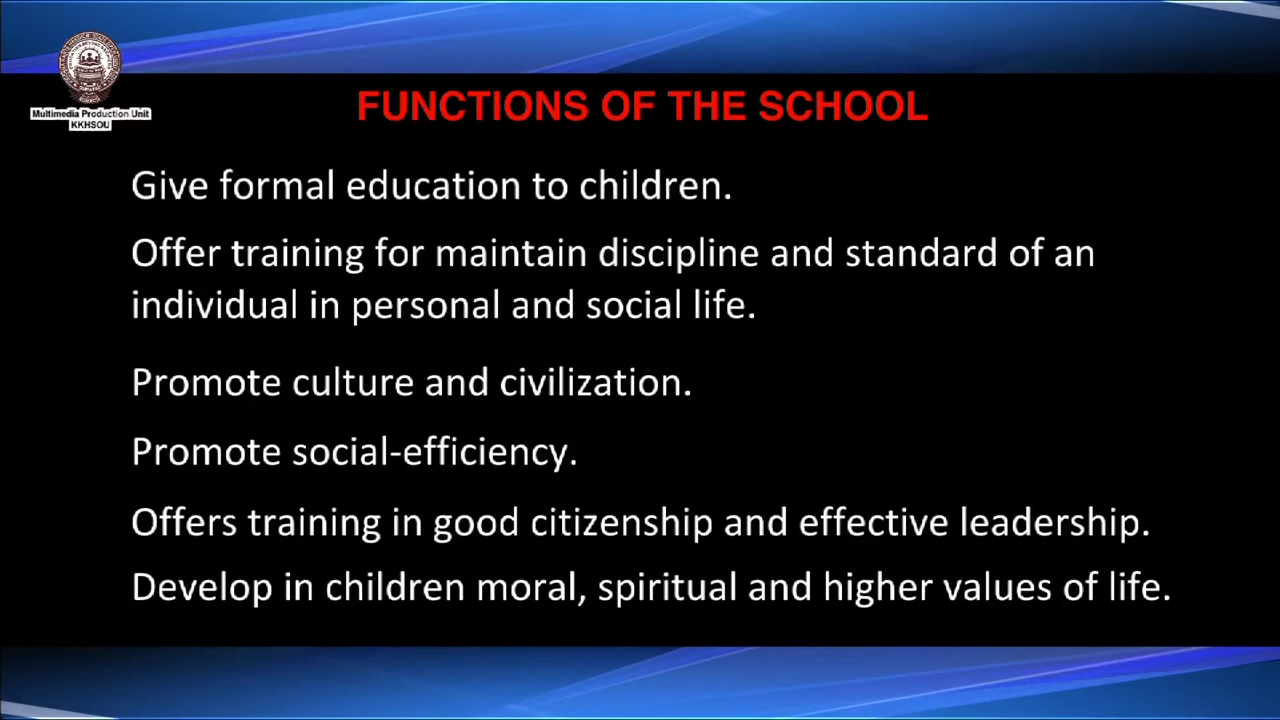 Multimedia Production Unit
KKHSOU
FUNCTIONS OF THE SCHOOL
Give formal education to children.
Offer training for maintain discipline and standard of an
individual in personal and social life.
Promote culture and civilization.
Promote social-efficiency.
Offers training in good citizenship and effective leadership.
Develop in children moral, spiritual and higher values of life.